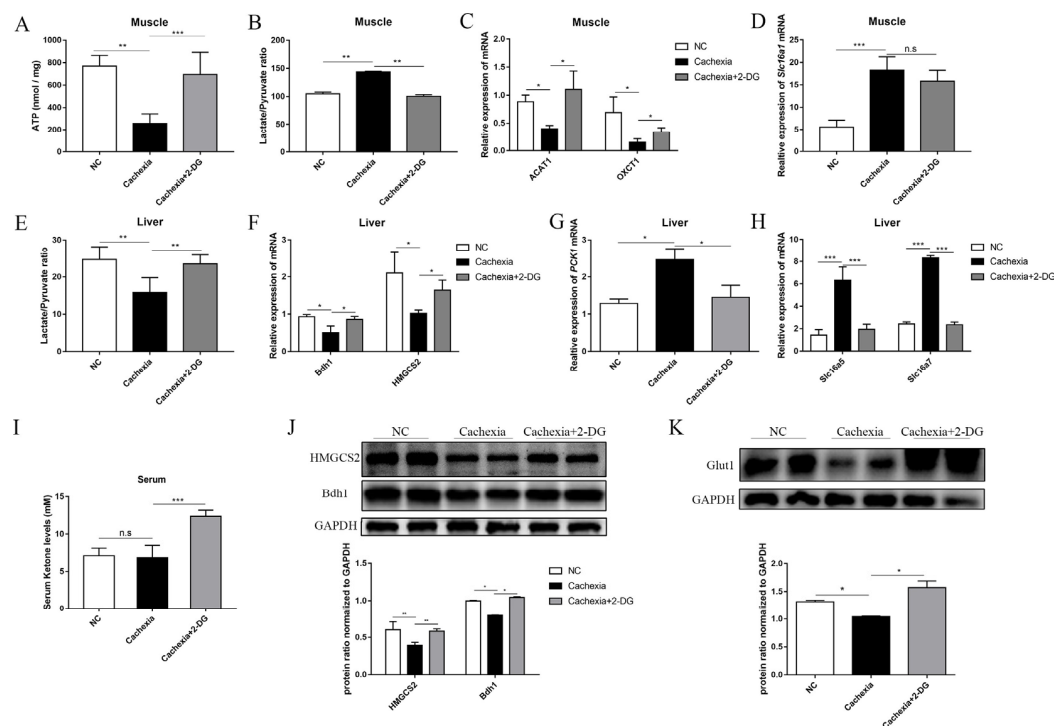 A
Muscle
ATP (nmol / mg)
1000
800
600
400
200
0
**
***
NC
Cachexia
Cachexia+2-DG
B
Muscle
Lactate/Pyruvate ratio
200
150
100
50
0
**
**
NC
Cachexia
Cachexia+2-DG
C
Muscle
Relative expression of mRNA
2.0
1.5
1.0
0.5
0.0
*
*
*
*
ACAT1
OXCT1
NC
Cachexia
Cachexia+2-DG
D
Muscle
Realtive expression of Slc16a1 mRNA
25
20
15
10
5
0
***
n.s
NC
Cachexia
Cachexia+2-DG
E
Liver
Lactate/Pyruvate ratio
40
30
20
10
0
**
**
NC
Cachexia
Cachexia+2-DG
F
Liver
Relative expression of mRNA
4
3
2
1
0
*
*
*
*
Bdh1
HMGCS2
NC
Cachexia
Cachexia+2-DG
G
Liver
Realtive expression of PCK1 mRNA
4
3
2
1
0
*
*
NC
Cachexia
Cachexia+2-DG
H
Liver
Relative expression of mRNA
10
8
6
4
2
0
***
***
***
***
Slc16a5
Slc16a7
NC
Cachexia
Cachexia+2-DG
I
Serum
Serum Ketone levels (mM)
15
10
5
0
n.s
***
NC
Cachexia
Cachexia+2-DG
J
NC
Cachexia
Cachexia+2-DG
HMGCS2
Bdh1
GAPDH
protein ratio normalized to GAPDH
1.5
1.0
0.5
0.0
**
**
*
*
HMGCS2
Bdh1
NC
Cachexia
Cachexia+2-DG
K
NC
Cachexia
Cachexia+2-DG
Glut1
GAPDH
protein ratio normalized to GAPDH
2.0
1.5
1.0
0.5
0.0
*
*
NC
Cachexia
Cachexia+2-DG